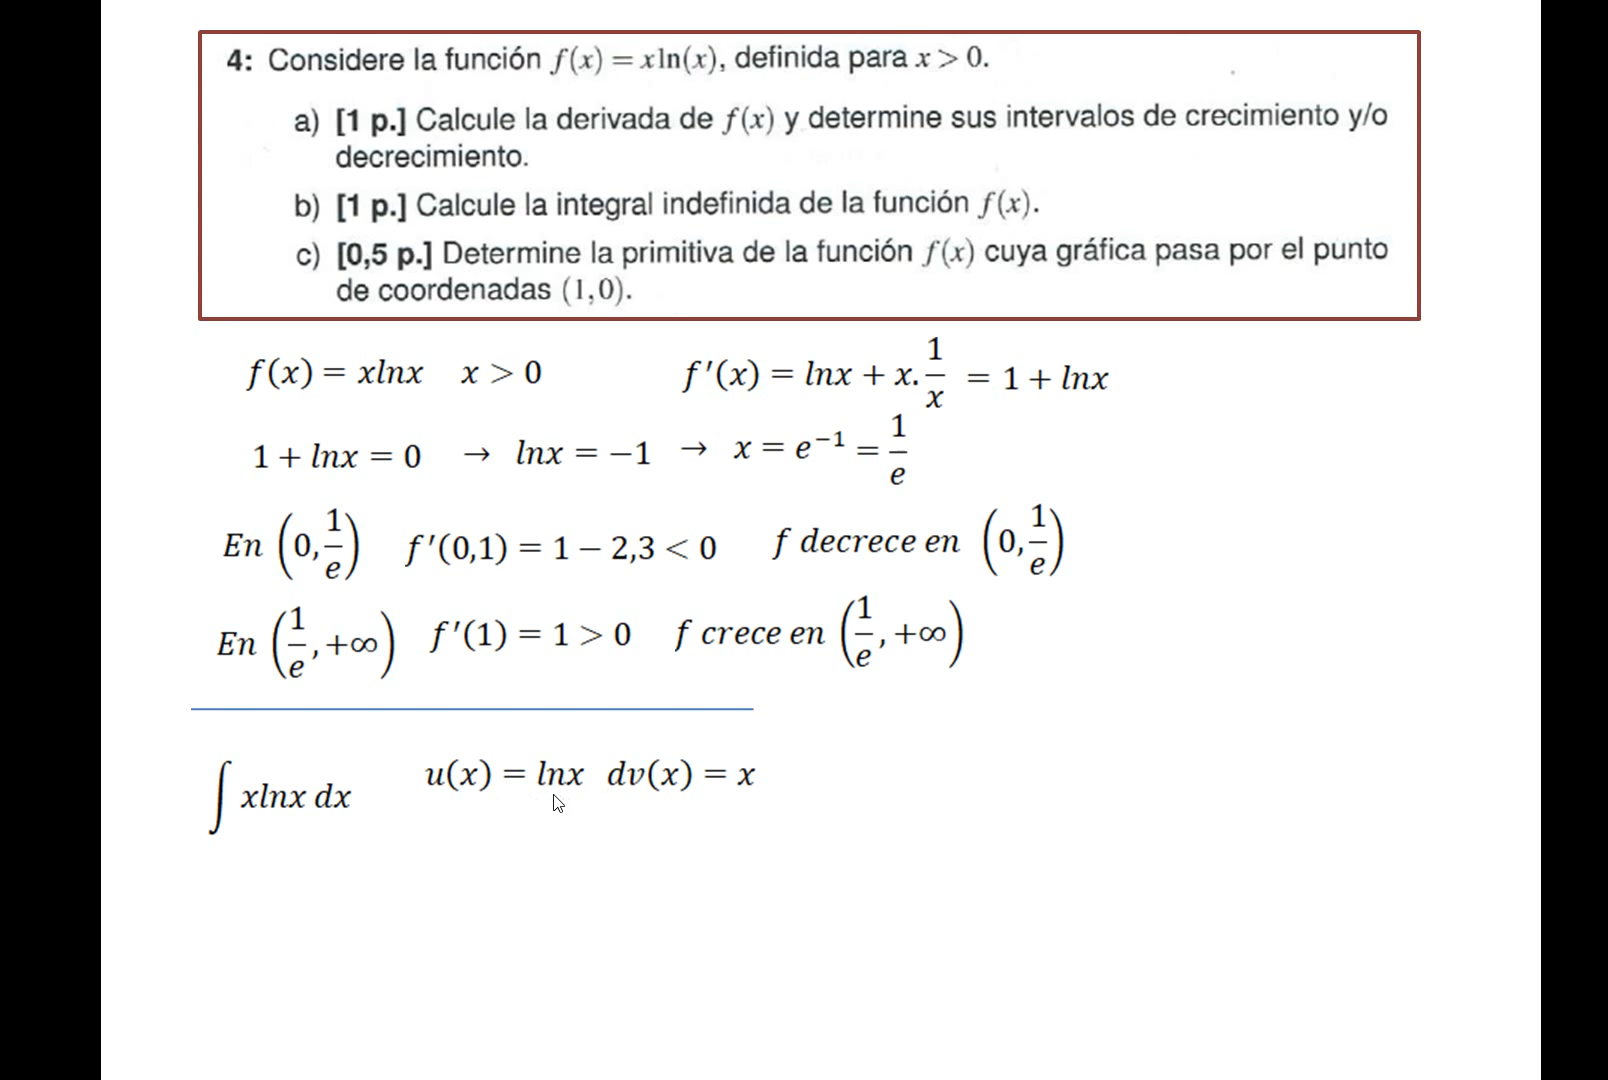 4: Considere la función f(x) = xln(x), definida para x > 0.
a) [1 p.] Calcule la derivada de f(x) y determine sus intervalos de crecimiento y/o
decrecimiento.
b) [1 p.] Calcule la integral indefinida de la función f(x).
c) [0,5 p.] Determine la primitiva de la función f(x) cuya gráfica pasa por el punto
de coordenadas (1,0).
f(x) = xlnx x > 0 f'(x) = lnx + x.1/x = 1 + lnx
1 + lnx = 0 → lnx = −1 → x = e⁻¹ = 1/e
En (0, 1/e) f'(0,1) = 1 − 2,3 < 0 f decrece en (0, 1/e)
En (1/e, +∞) f'(1) = 1 > 0 f crece en (1/e, +∞)
∫ xlnx dx u(x) = lnx dv(x) = x